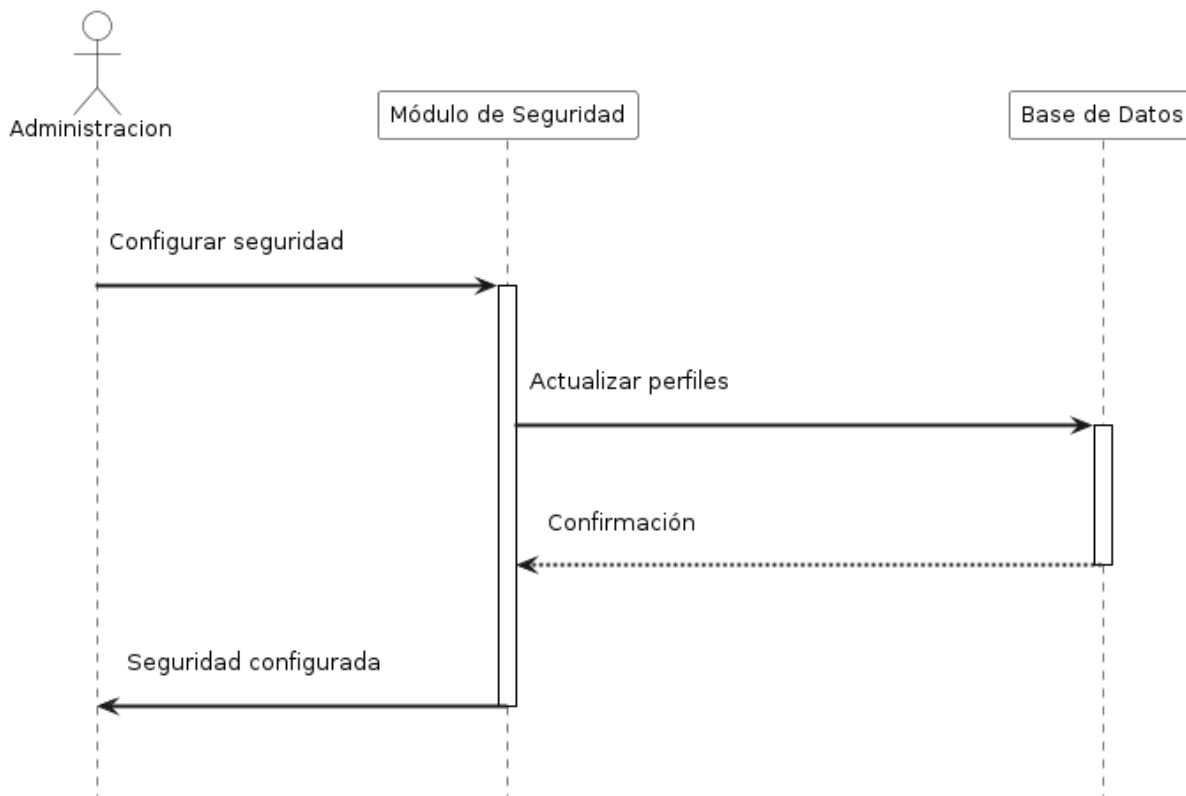 Administracion
Módulo de Seguridad
Base de Datos
Configurar seguridad
Actualizar perfiles
Confirmación
Seguridad configurada